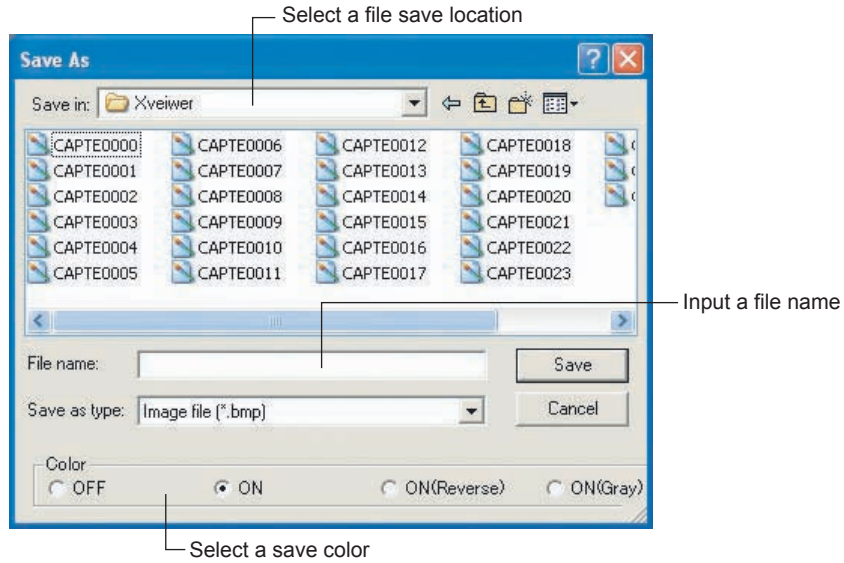 Select a file save location
Save As
Save in: Xveiwer
CAPTE0000 CAPTE0006 CAPTE0012 CAPTE0018
CAPTE0001 CAPTE0007 CAPTE0013 CAPTE0019
CAPTE0002 CAPTE0008 CAPTE0014 CAPTE0020
CAPTE0003 CAPTE0009 CAPTE0015 CAPTE0021
CAPTE0004 CAPTE0010 CAPTE0016 CAPTE0022
CAPTE0005 CAPTE0011 CAPTE0017 CAPTE0023
Input a file name
File name: Save
Save as type: Image file (*.bmp) Cancel
Color
OFF ON ON(Reverse) ON(Gray)
Select a save color